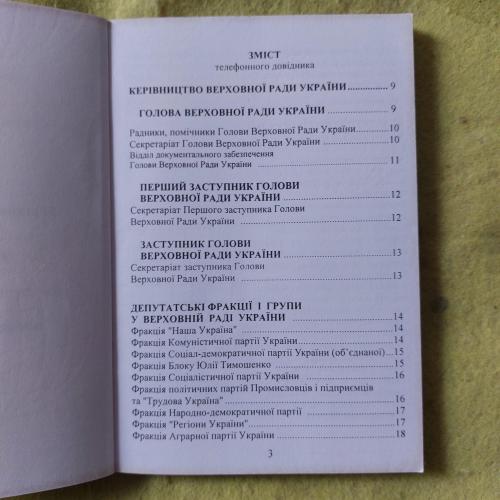 ЗМІСТ
телефонного довідника
КЕРІВНИЦТВО ВЕРХОВНОЇ РАДИ УКРАЇНИ............... 9
ГОЛОВА ВЕРХОВНОЇ РАДИ УКРАЇНИ ............... 9
Радники, помічники Голови Верховної Ради України...........10
Секретаріат Голови Верховної Ради України ....................10
Відділ документального забезпечення
Голови Верховної Ради України ....................11
ПЕРШИЙ ЗАСТУПНИК ГОЛОВИ
ВЕРХОВНОЇ РАДИ УКРАЇНИ ....................12
Секретаріат Першого заступника Голови
Верховної Ради України ....................12
ЗАСТУПНИК ГОЛОВИ
ВЕРХОВНОЇ РАДИ УКРАЇНИ ....................13
Секретаріат заступника Голови
Верховної Ради України ....................13
ДЕПУТАТСЬКІ ФРАКЦІЇ І ГРУПИ
У ВЕРХОВНІЙ РАДІ УКРАЇНИ ....................14
Фракція "Наша Україна" ....................14
Фракція Комуністичної партії України....................14
Фракція Соціал-демократичної партії України (об'єднаної)....15
Фракція Блоку Юлії Тимошенко ....................15
Фракція Соціалістичної партії України ....................16
Фракція політичних партій Промисловців і підприємців
та "Трудова Україна" ....................16
Фракція Народно-демократичної партії ....................17
Фракція "Регіони України"....................17
Фракція Аграрної партії України ....................18
3